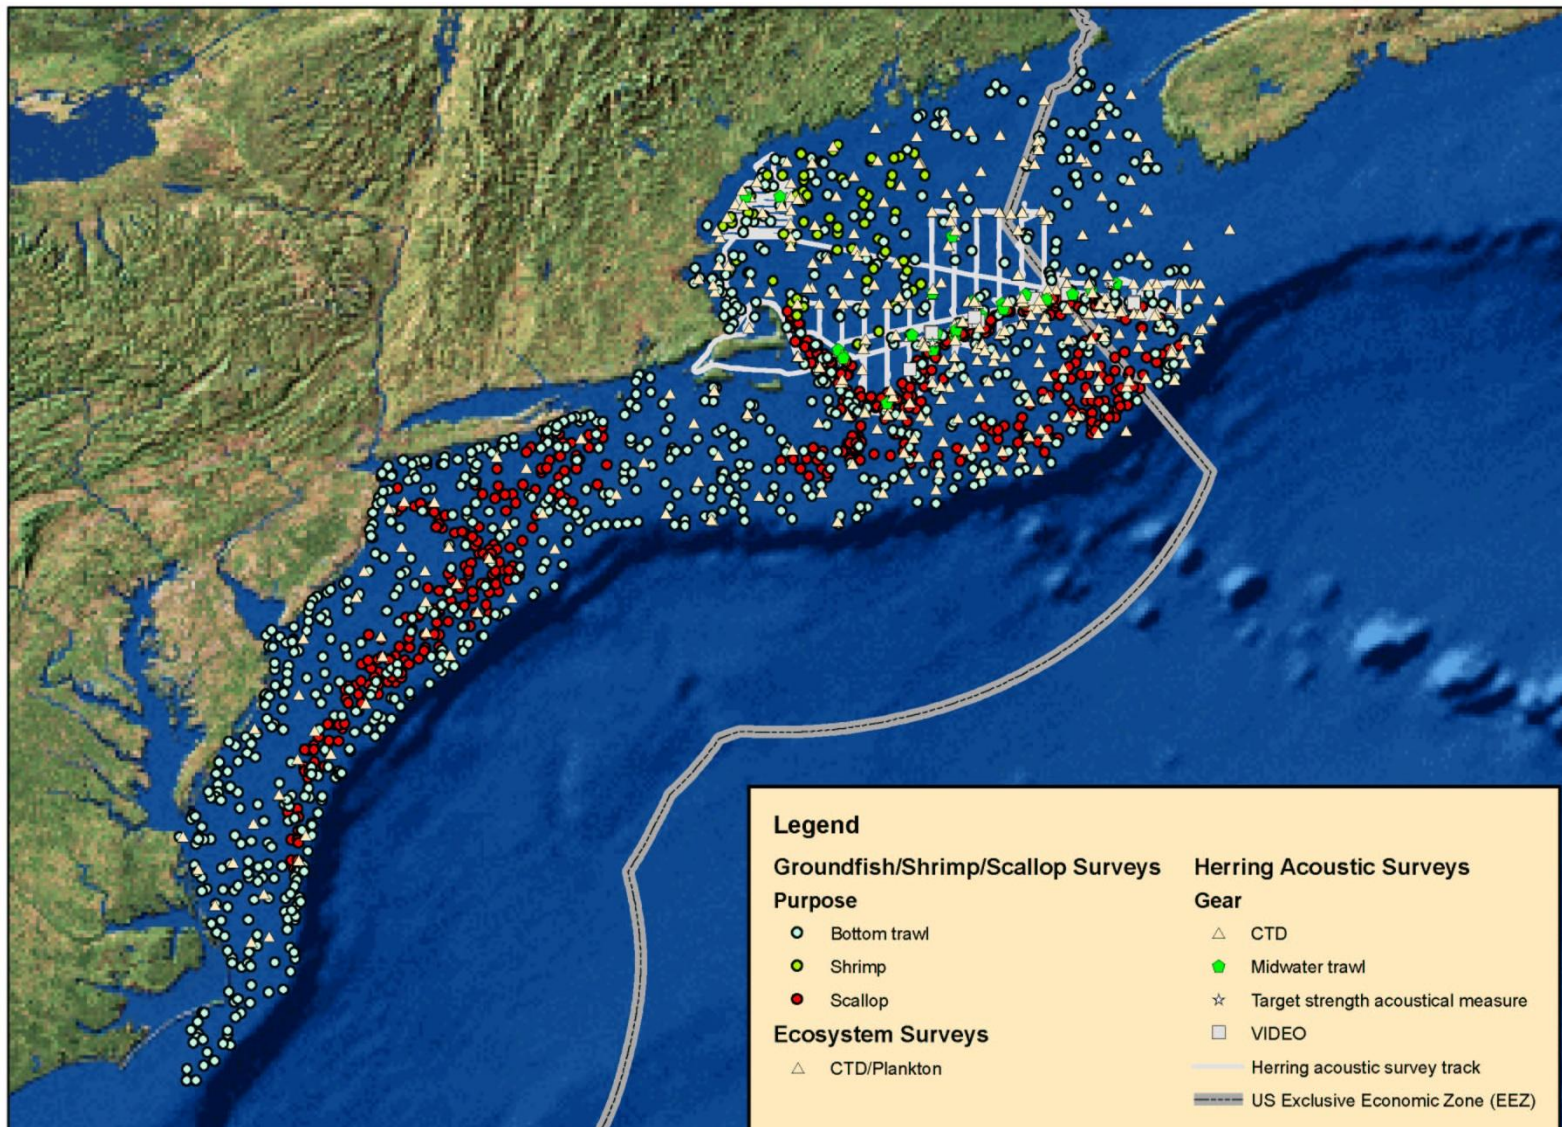 Legend
Groundfish/Shrimp/Scallop Surveys
Purpose
Bottom trawl
Shrimp
Scallop
Ecosystem Surveys
CTD/Plankton
Herring Acoustic Surveys
Gear
CTD
Midwater trawl
Target strength acoustical measure
VIDEO
Herring acoustic survey track
US Exclusive Economic Zone (EEZ)